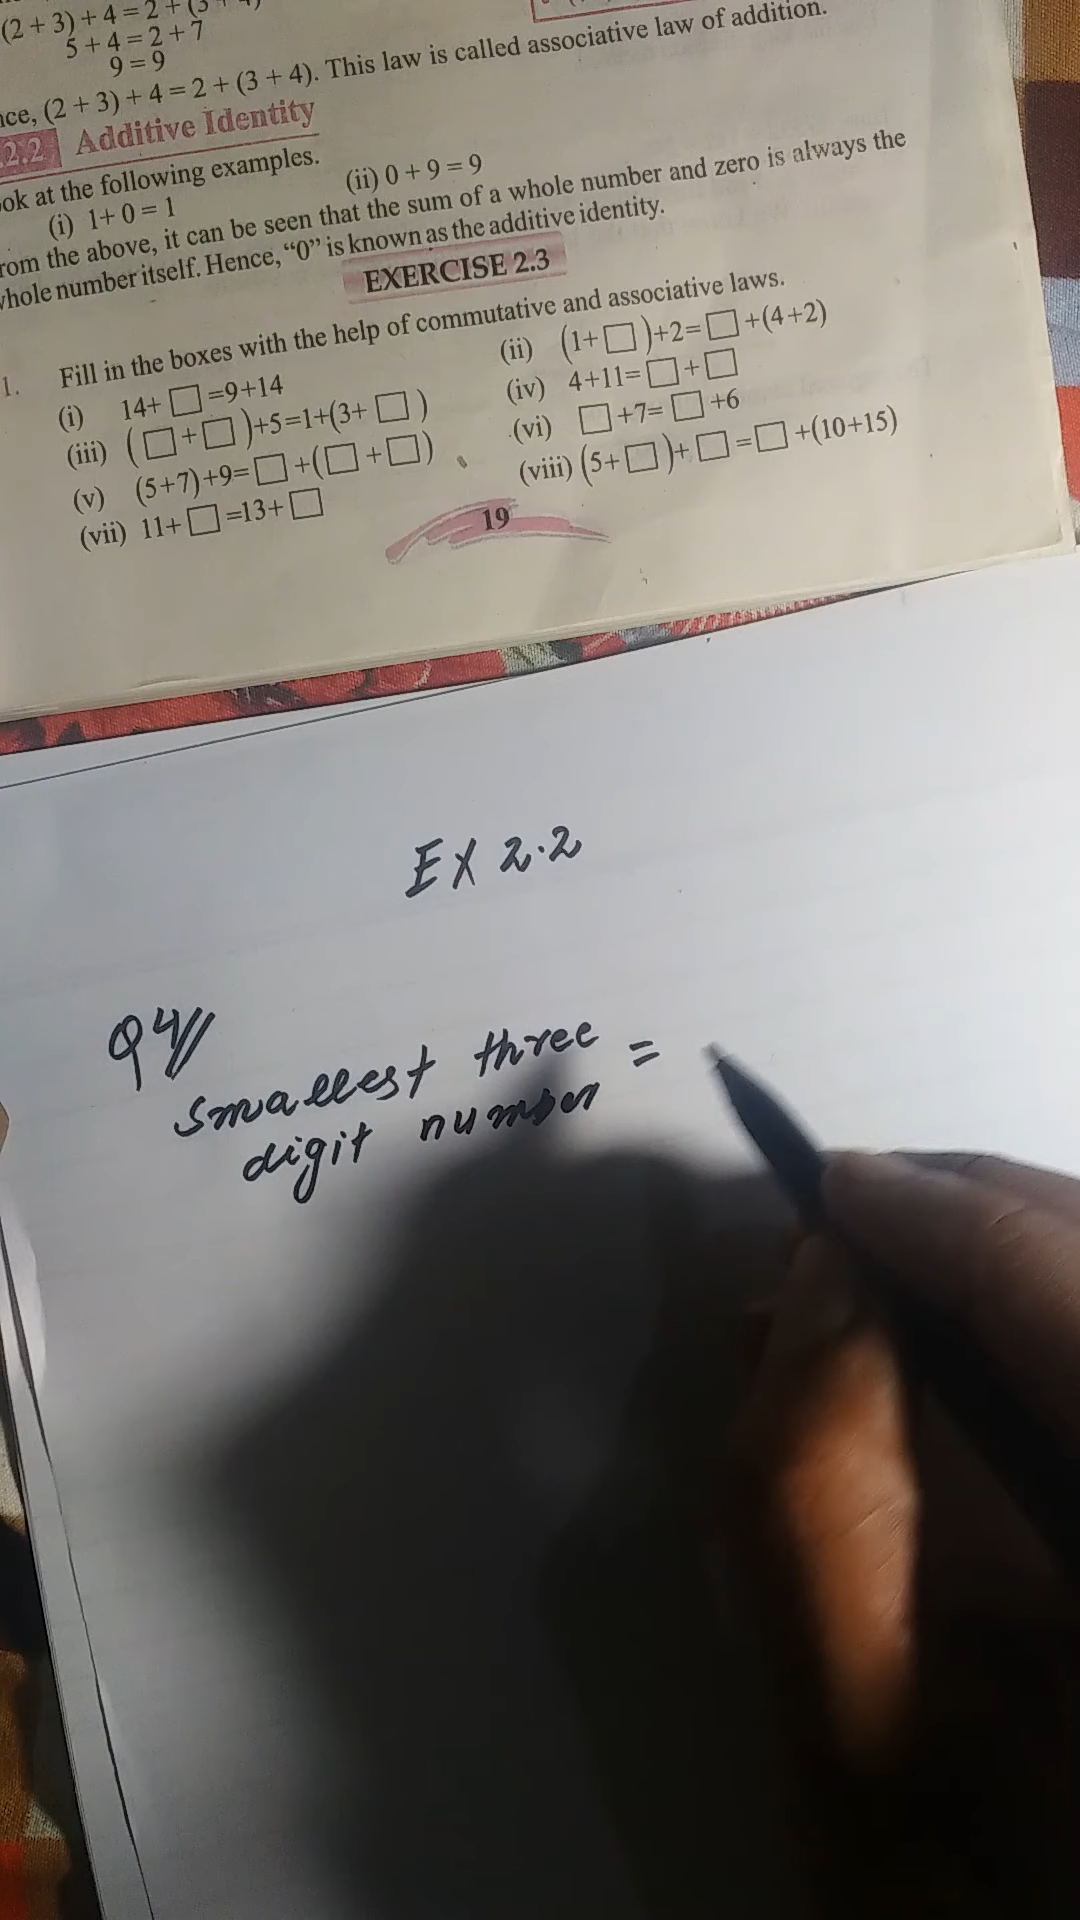 (2 + 3) + 4 = 2 + (3 + 4)
5 + 4 = 2 + 7
9 = 9
nce, (2 + 3) + 4 = 2 + (3 + 4). This law is called associative law of addition.
2.2 Additive Identity
ok at the following examples.
(i) 1+ 0 = 1 (ii) 0 + 9 = 9
rom the above, it can be seen that the sum of a whole number and zero is always the
whole number itself. Hence, “0” is known as the additive identity.
EXERCISE 2.3
1. Fill in the boxes with the help of commutative and associative laws.
(i) 14+ □ =9+14 (ii) (1+ □ )+2= □ +(4+2)
(iii) ( □ + □ )+5=1+(3+ □ ) (iv) 4+11= □ + □
(v) (5+7)+9= □ +( □ + □ ) (vi) □ +7= □ +6
(vii) 11+ □ =13+ □ (viii) (5+ □ )+ □ = □ +(10+15)
19
EX 2.2
Q4//
smallest three =
digit number